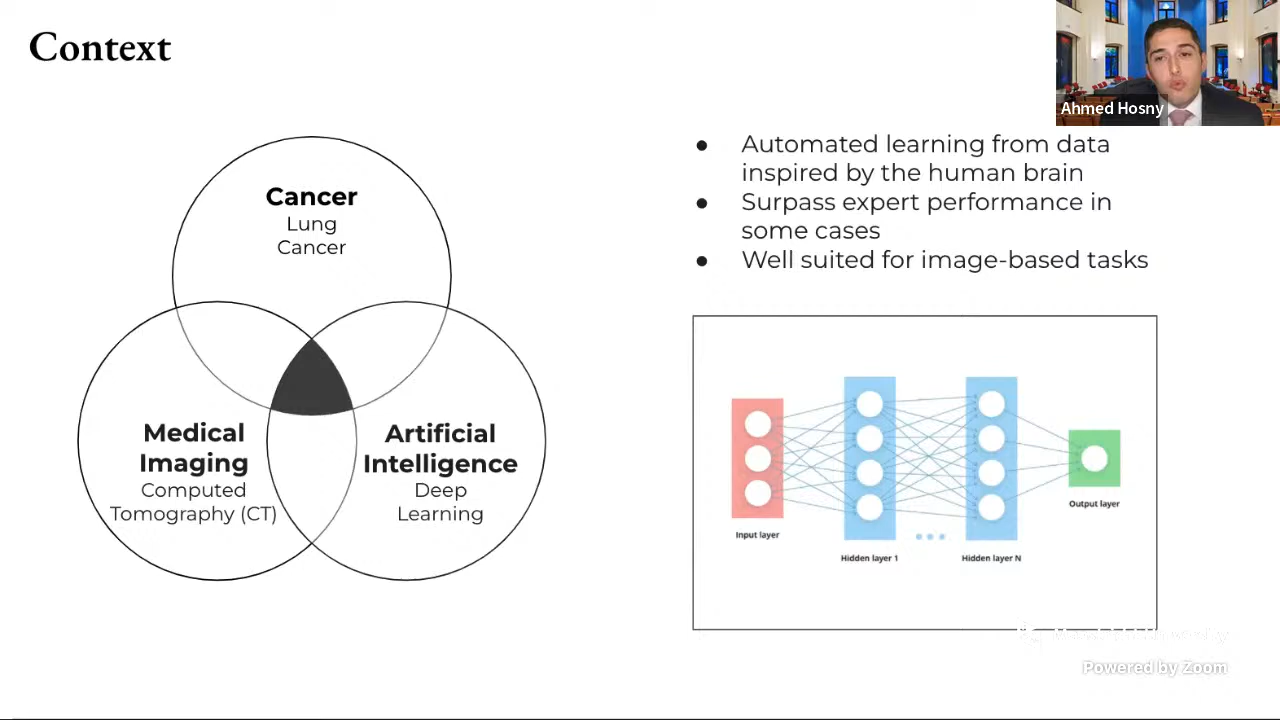 Context
Ahmed Hosny
Cancer
Lung
Cancer
Medical
Imaging
Computed
Tomography (CT)
Artificial
Intelligence
Deep
Learning
● Automated learning from data
inspired by the human brain
● Surpass expert performance in
some cases
● Well suited for image-based tasks
Input layer
Hidden layer 1
Hidden layer N
Output layer
Powered by Zoom